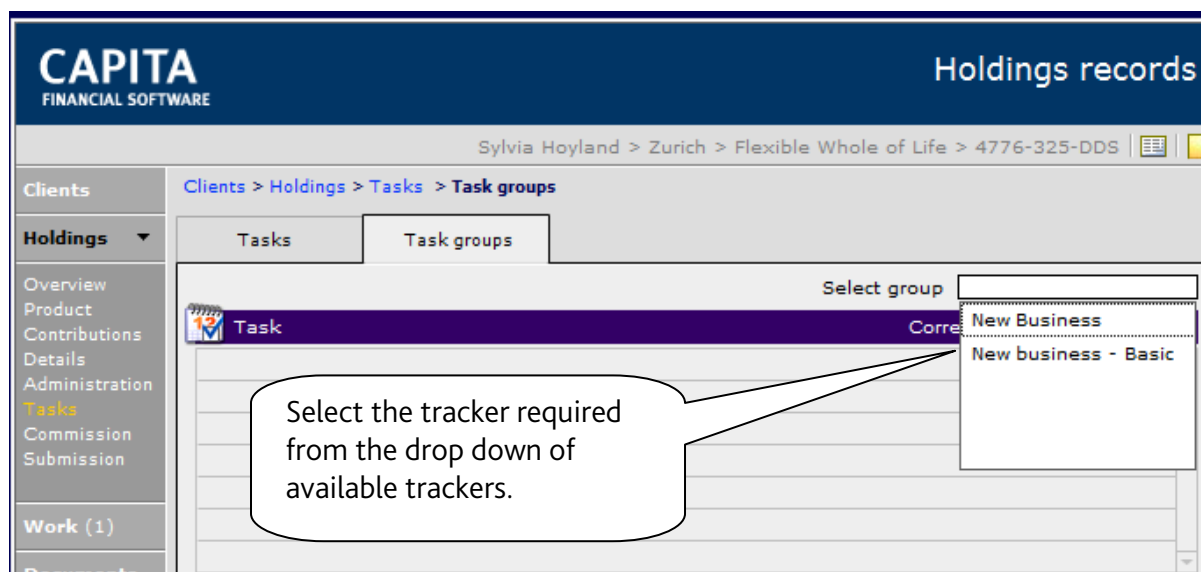 CAPITA
FINANCIAL SOFTWARE
Holdings records
Sylvia Hoyland > Zurich > Flexible Whole of Life > 4776-325-DDS
Clients
Clients > Holdings > Tasks > Task groups
Holdings
Tasks
Task groups
Overview
Product
Contributions
Details
Administration
Tasks
Commission
Submission
Work (1)
Select group
Task
Corre
New Business
New business - Basic
Select the tracker required
from the drop down of
available trackers.